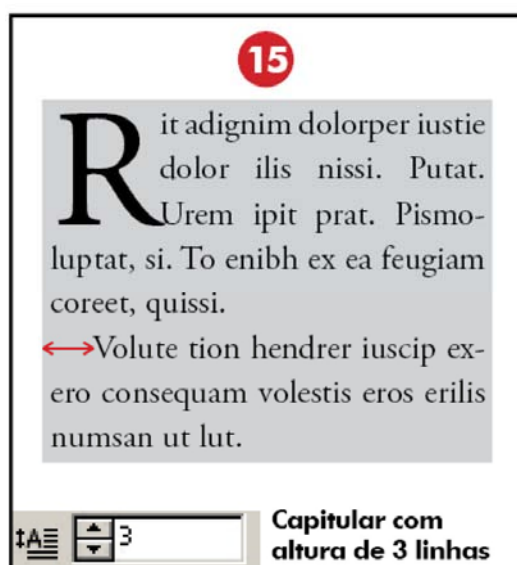 15
Rit adignim dolorper iustie
dolor ilis nissi. Putat.
Urem ipit prat. Pismo-
luptat, si. To enibh ex ea feugiam
coreet, quissi.
Volute tion hendrer iuscip ex-
ero consequam volestis eros erilis
numsan ut lut.
A 3
Capitular com
altura de 3 linhas